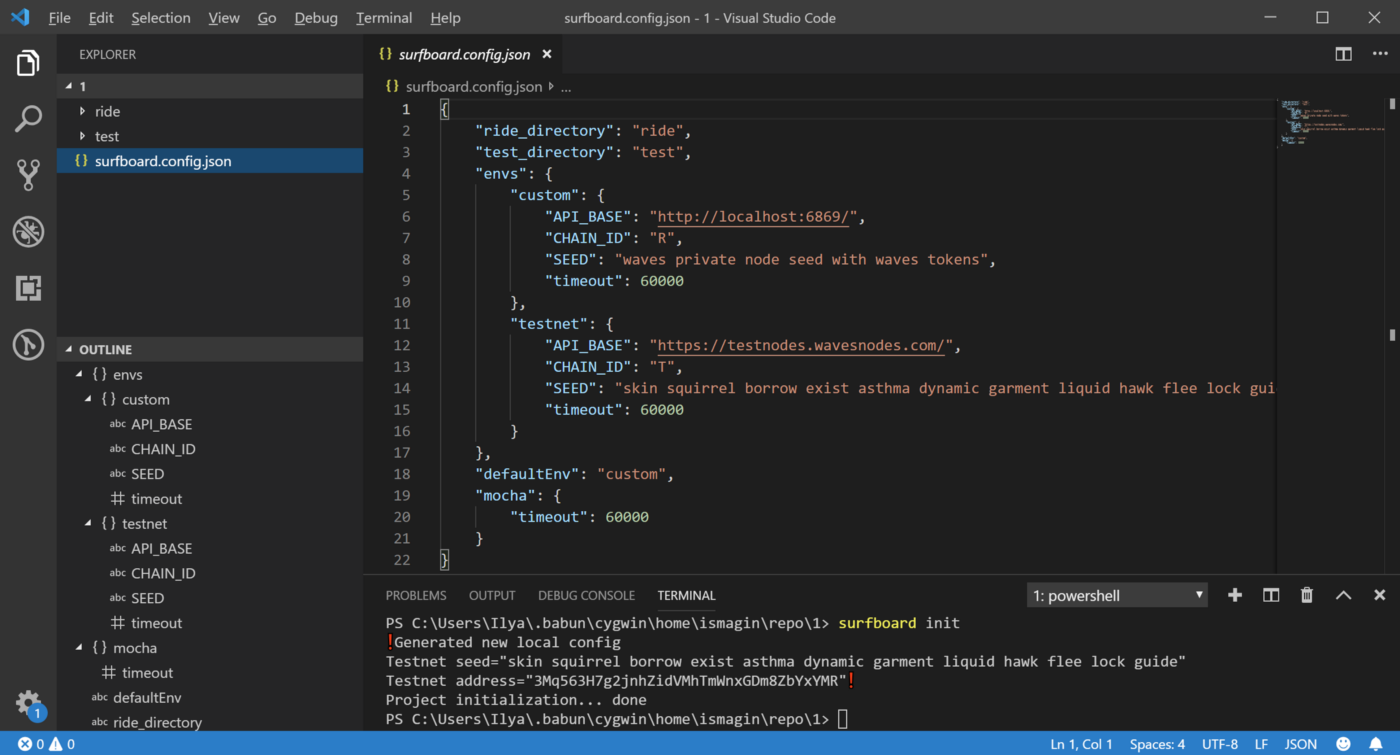 File Edit Selection View Go Debug Terminal Help
surfboard.config.json - 1 - Visual Studio Code
EXPLORER
1
ride
test
{} surfboard.config.json
OUTLINE
{} envs
{} custom
abc API_BASE
abc CHAIN_ID
abc SEED
timeout
{} testnet
abc API_BASE
abc CHAIN_ID
abc SEED
timeout
{} mocha
timeout
abc defaultEnv
abc ride_directory
{} surfboard.config.json
{} surfboard.config.json ...
1 {
2 "ride_directory": "ride",
3 "test_directory": "test",
4 "envs": {
5 "custom": {
6 "API_BASE": "http://localhost:6869/",
7 "CHAIN_ID": "R",
8 "SEED": "waves private node seed with waves tokens",
9 "timeout": 60000
10 },
11 "testnet": {
12 "API_BASE": "https://testnodes.wavesnodes.com/",
13 "CHAIN_ID": "T",
14 "SEED": "skin squirrel borrow exist asthma dynamic garment liquid hawk flee lock gui
15 "timeout": 60000
16 }
17 },
18 "defaultEnv": "custom",
19 "mocha": {
20 "timeout": 60000
21 }
22 }
PROBLEMS OUTPUT DEBUG CONSOLE TERMINAL
1: powershell
PS C:\Users\Ilya\.babun\cygwin\home\ismagin\repo\1> surfboard init
❗Generated new local config
Testnet seed="skin squirrel borrow exist asthma dynamic garment liquid hawk flee lock guide"
Testnet address="3Mq563H7g2jnhZidVMhTmWnxGDm8ZbYxYMR"❗
Project initialization... done
PS C:\Users\Ilya\.babun\cygwin\home\ismagin\repo\1>
1
0 0
Ln 1, Col 1 Spaces: 4 UTF-8 LF JSON